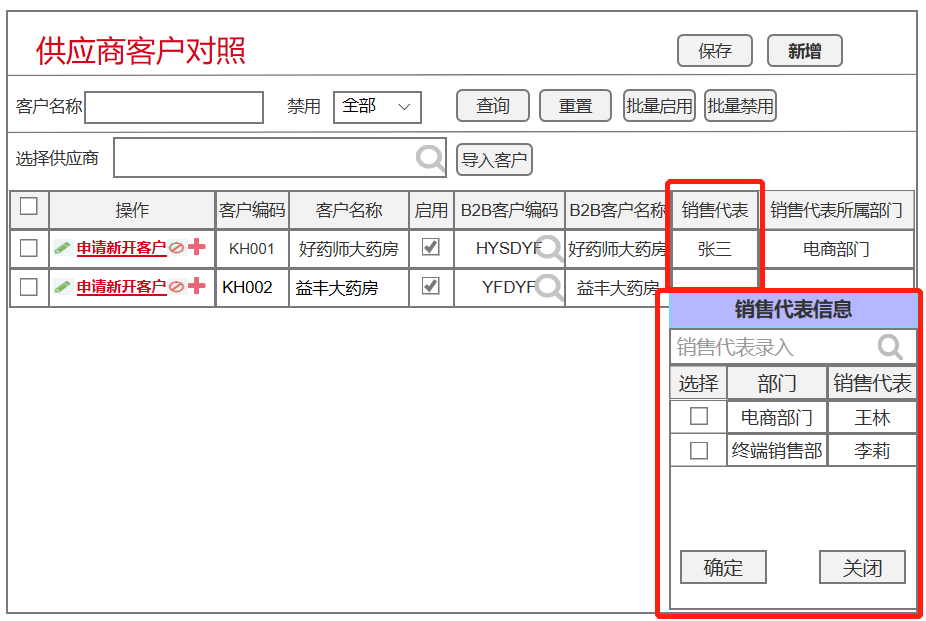 供应商客户对照 保存 新增
客户名称 禁用 全部 查询 重置 批量启用 批量禁用
选择供应商 导入客户
操作 客户编码 客户名称 启用 B2B客户编码 B2B客户名称 销售代表 销售代表所属部门
申请新开客户 KH001 好药师大药房 HYSDYF 好药师大药房 张三 电商部门
申请新开客户 KH002 益丰大药房 YFDYF 益丰大药房
销售代表信息
销售代表录入
选择 部门 销售代表
电商部门 王林
终端销售部 李莉
确定 关闭